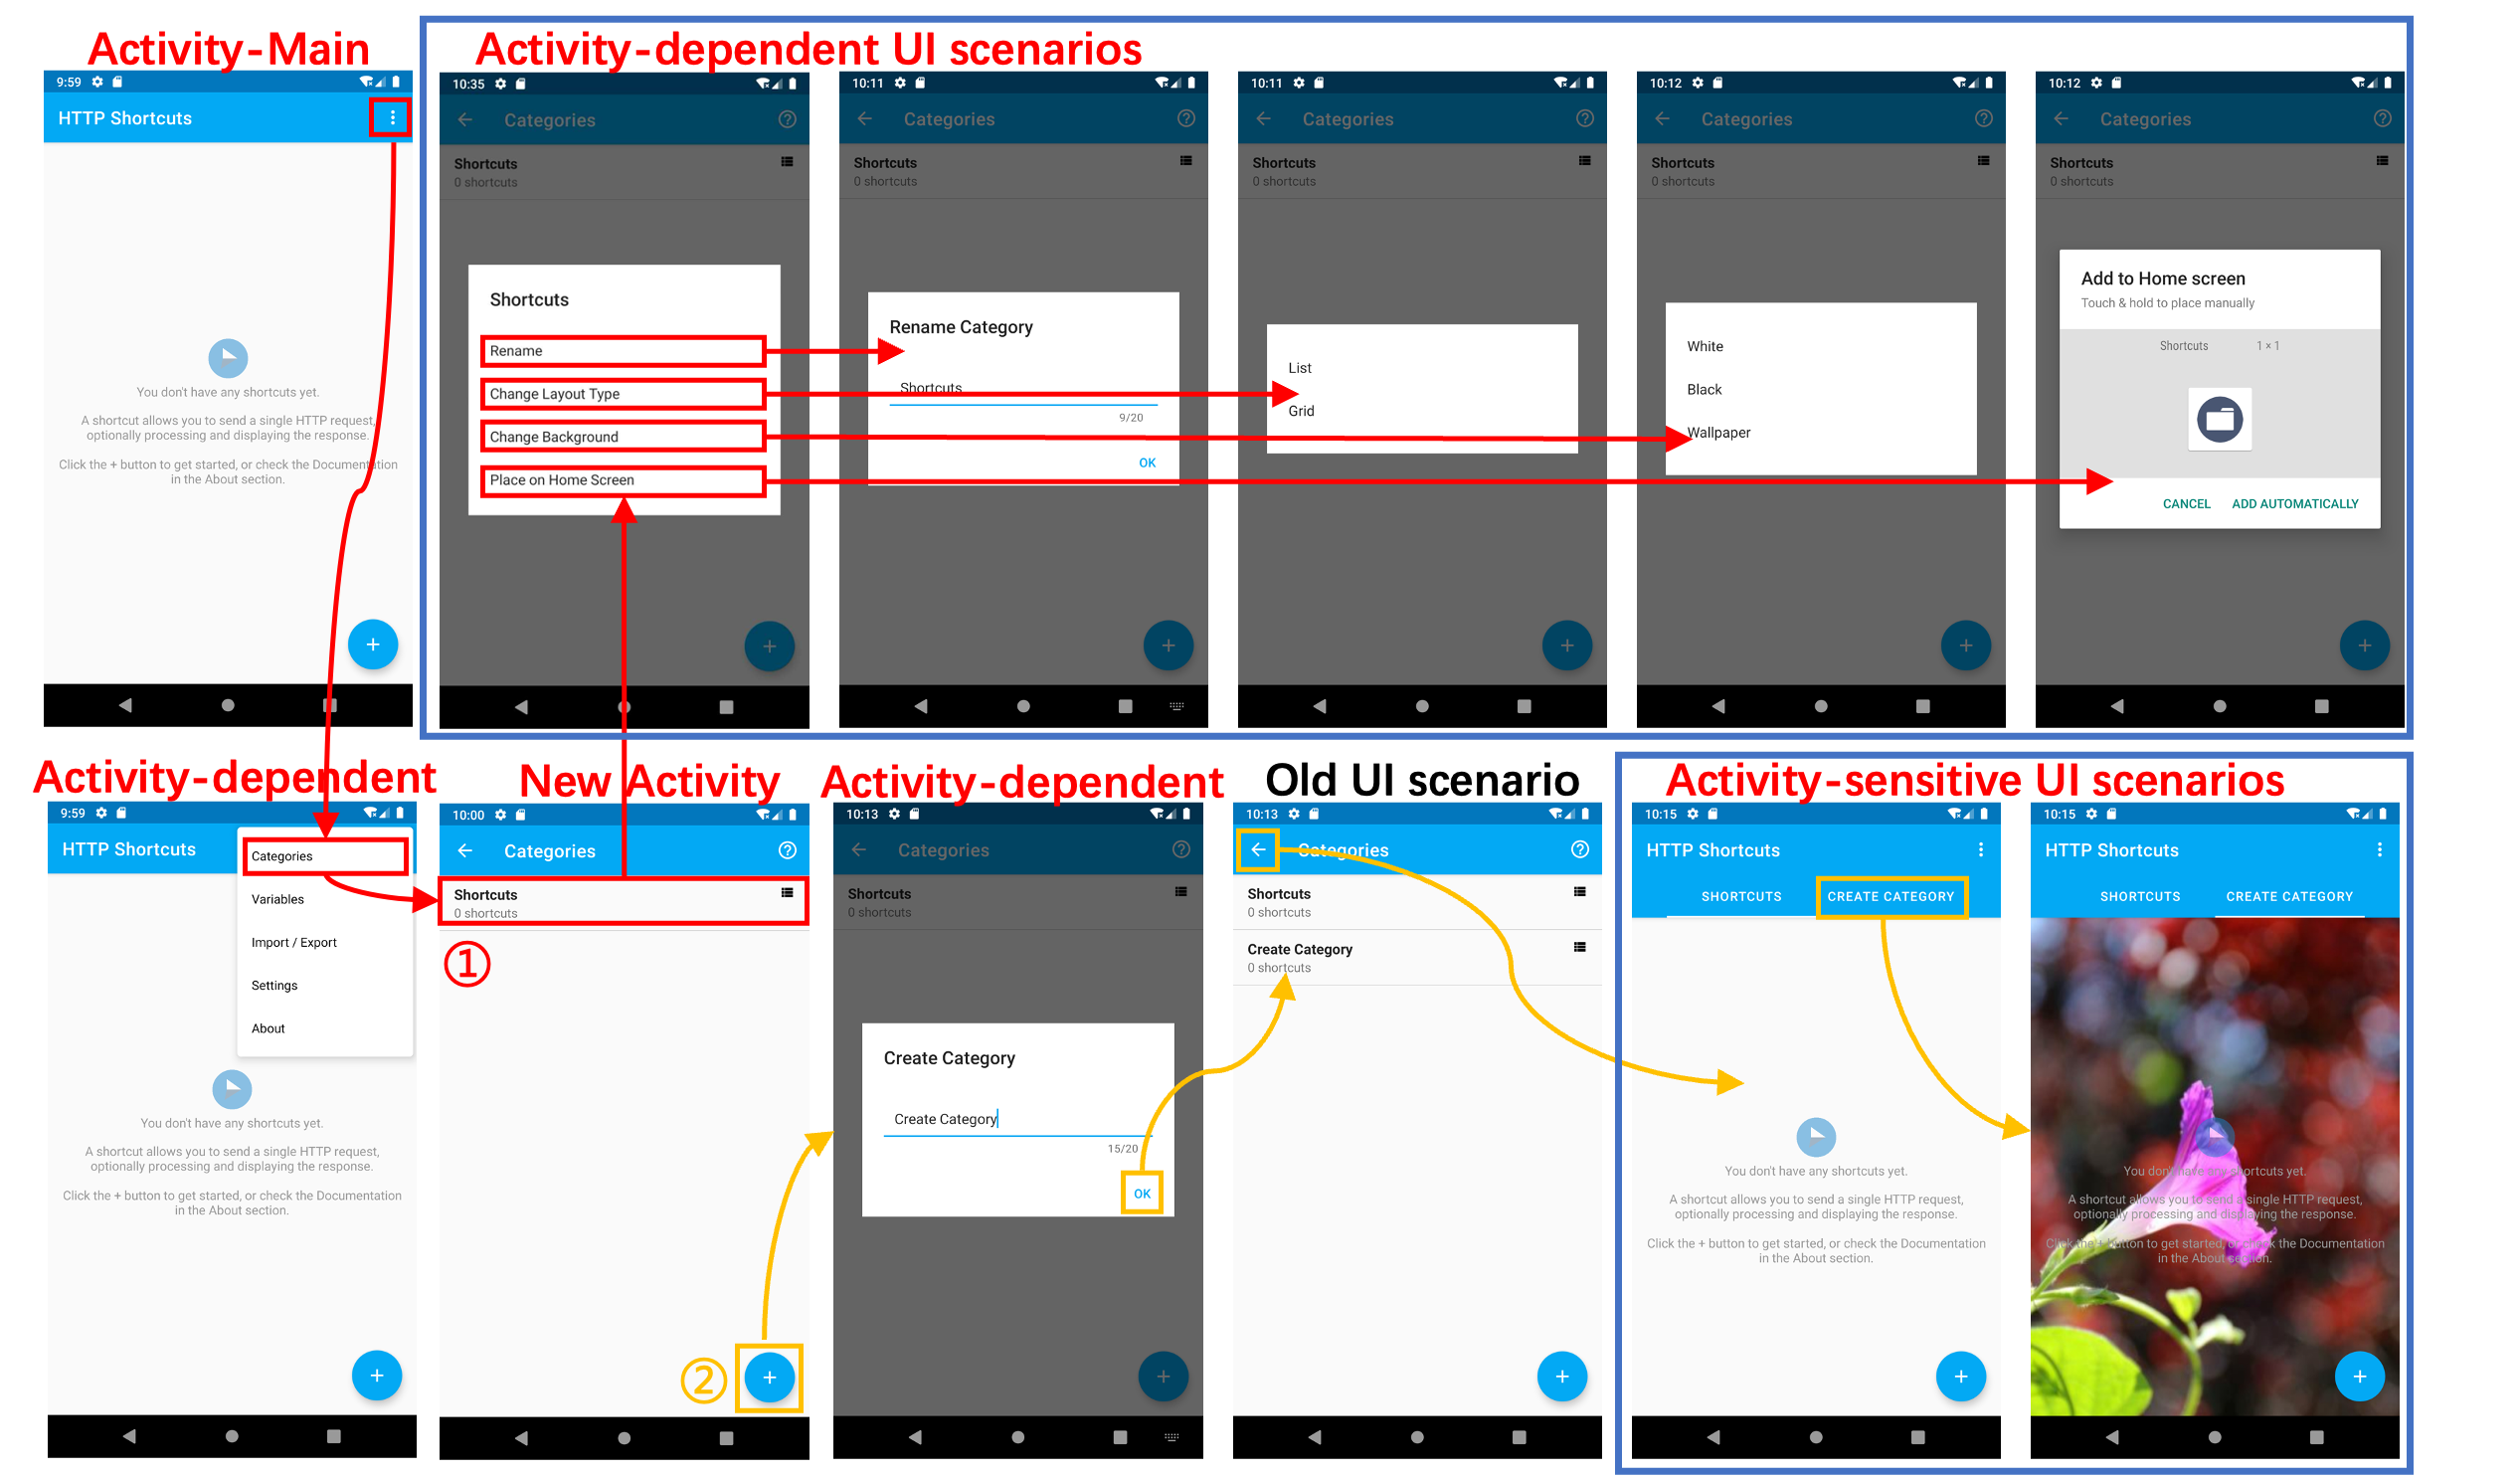 Activity-Main
9:59
HTTP Shortcuts
You don't have any shortcuts yet.
A shortcut allows you to send a single HTTP request,
optionally processing and displaying the response.
Click the + button to get started, or check the Documentation
in the About section.
Activity-dependent UI scenarios
10:35
Categories
Shortcuts
0 shortcuts
Shortcuts
Rename
Change Layout Type
Change Background
Place on Home Screen
10:11
Categories
Shortcuts
0 shortcuts
Rename Category
Shortcuts
9/20
OK
10:11
Categories
Shortcuts
0 shortcuts
List
Grid
10:12
Categories
Shortcuts
0 shortcuts
White
Black
Wallpaper
10:12
Categories
Shortcuts
0 shortcuts
Add to Home screen
Touch & hold to place manually
Shortcuts 1 × 1
CANCEL ADD AUTOMATICALLY
Activity-dependent
9:59
HTTP Shortcuts
Categories
Variables
Import / Export
Settings
About
You don't have any shortcuts yet.
A shortcut allows you to send a single HTTP request,
optionally processing and displaying the response.
Click the + button to get started, or check the Documentation
in the About section.
New Activity
10:00
Categories
Shortcuts
0 shortcuts
①
②
Activity-dependent
10:13
Categories
Shortcuts
0 shortcuts
Create Category
Create Category
15/20
OK
Old UI scenario
10:13
Categories
Shortcuts
0 shortcuts
Create Category
0 shortcuts
Activity-sensitive UI scenarios
10:15
HTTP Shortcuts
SHORTCUTS CREATE CATEGORY
You don't have any shortcuts yet.
A shortcut allows you to send a single HTTP request,
optionally processing and displaying the response.
Click the + button to get started, or check the Documentation
in the About section.
10:15
HTTP Shortcuts
SHORTCUTS CREATE CATEGORY
You don't have any shortcuts yet.
A shortcut allows you to send a single HTTP request,
optionally processing and displaying the response.
Click the + button to get started, or check the Documentation
in the About section.